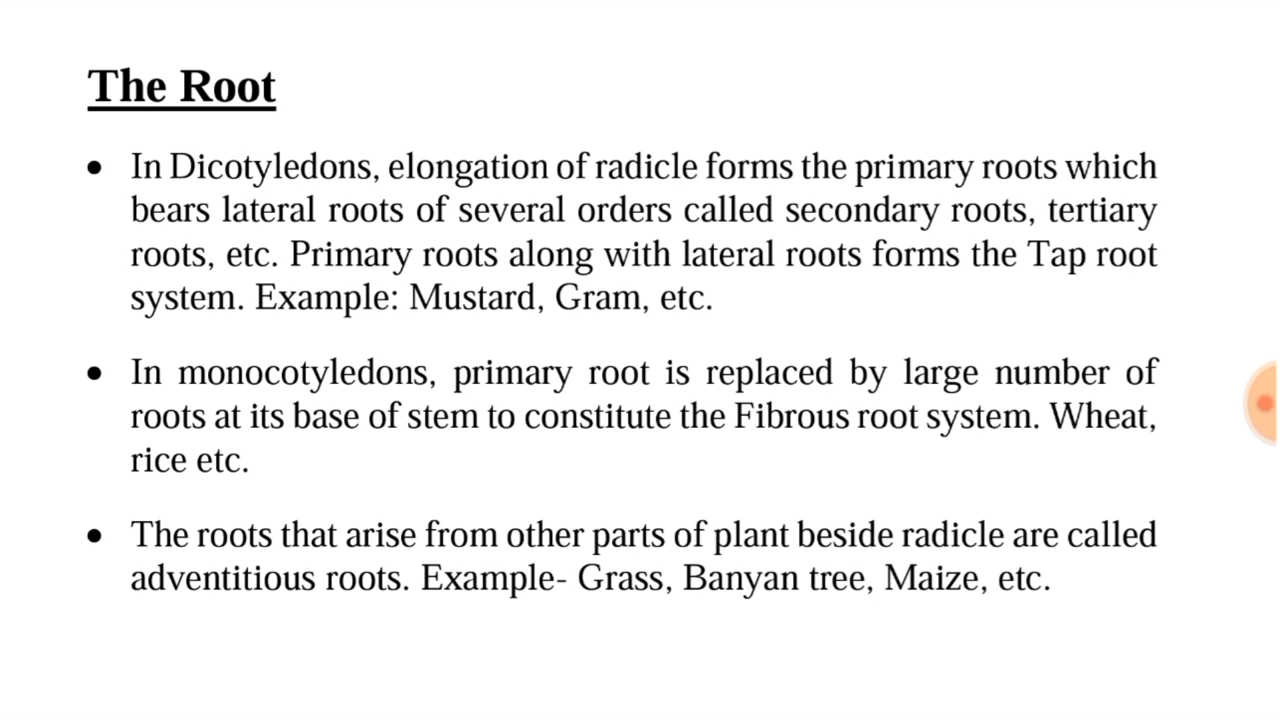 The Root
• In Dicotyledons, elongation of radicle forms the primary roots which
bears lateral roots of several orders called secondary roots, tertiary
roots, etc. Primary roots along with lateral roots forms the Tap root
system. Example: Mustard, Gram, etc.
• In monocotyledons, primary root is replaced by large number of
roots at its base of stem to constitute the Fibrous root system. Wheat,
rice etc.
• The roots that arise from other parts of plant beside radicle are called
adventitious roots. Example- Grass, Banyan tree, Maize, etc.